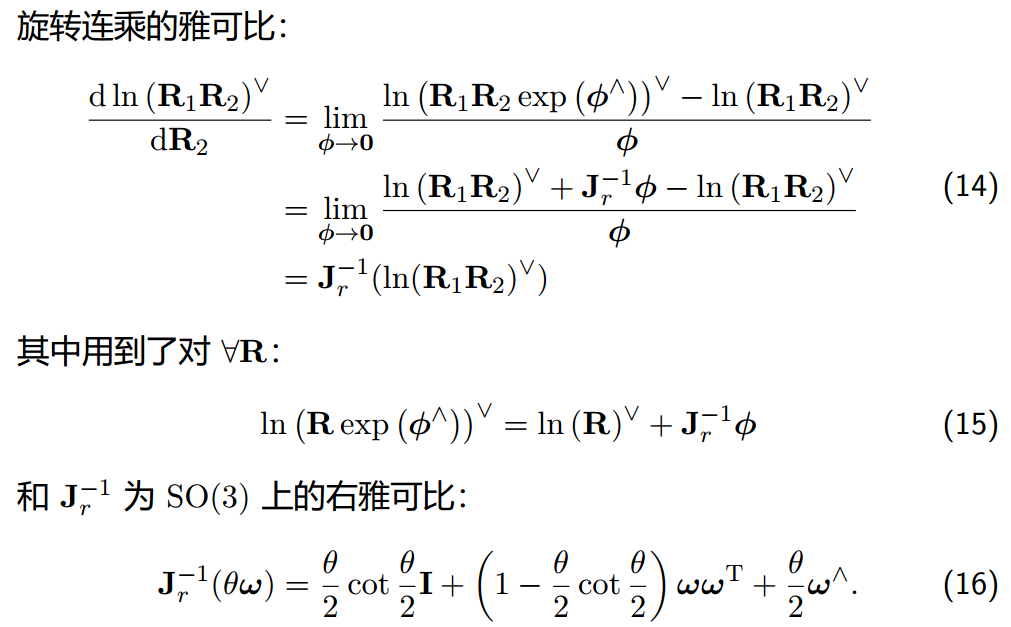 旋转连乘的雅可比：
$$\frac{\mathrm{d}\ln\left(\mathbf{R}_1\mathbf{R}_2\right)^{\vee}}{\mathrm{d}\mathbf{R}_2} = \lim_{\boldsymbol{\phi}\to\mathbf{0}} \frac{\ln\left(\mathbf{R}_1\mathbf{R}_2\exp\left(\boldsymbol{\phi}^{\wedge}\right)\right)^{\vee} - \ln\left(\mathbf{R}_1\mathbf{R}_2\right)^{\vee}}{\boldsymbol{\phi}}$$
$$= \lim_{\boldsymbol{\phi}\to\mathbf{0}} \frac{\ln\left(\mathbf{R}_1\mathbf{R}_2\right)^{\vee} + \mathbf{J}_r^{-1}\boldsymbol{\phi} - \ln\left(\mathbf{R}_1\mathbf{R}_2\right)^{\vee}}{\boldsymbol{\phi}} \quad (14)$$
$$= \mathbf{J}_r^{-1}(\ln(\mathbf{R}_1\mathbf{R}_2)^{\vee})$$
其中用到了对 $\forall\mathbf{R}$：
$$\ln\left(\mathbf{R}\exp\left(\boldsymbol{\phi}^{\wedge}\right)\right)^{\vee} = \ln\left(\mathbf{R}\right)^{\vee} + \mathbf{J}_r^{-1}\boldsymbol{\phi} \quad (15)$$
和 $\mathbf{J}_r^{-1}$ 为 $\mathrm{SO}(3)$ 上的右雅可比：
$$\mathbf{J}_r^{-1}(\theta\boldsymbol{\omega}) = \frac{\theta}{2}\cot\frac{\theta}{2}\mathbf{I} + \left(1 - \frac{\theta}{2}\cot\frac{\theta}{2}\right)\boldsymbol{\omega}\boldsymbol{\omega}^{\mathrm{T}} + \frac{\theta}{2}\boldsymbol{\omega}^{\wedge}. \quad (16)$$